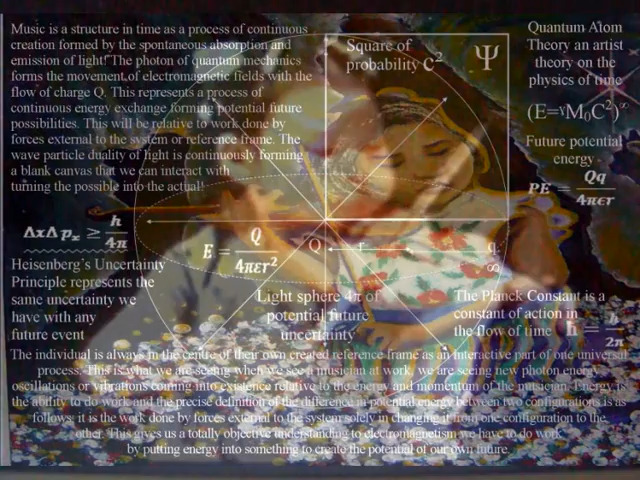 Music is a structure in time as a process of continuous
creation formed by the spontaneous absorption and
emission of light! The photon of quantum mechanics
forms the movement of electromagnetic fields with the
flow of charge Q. This represents a process of
continuous energy exchange forming potential future
possibilities. This will be relative to work done by
forces external to the system or reference frame. The
wave particle duality of light is continuously forming
a blank canvas that we can interact with
turning the possible into the actual!
Square of
probability C²
Ψ
Quantum Atom
Theory an artist
theory on the
physics of time
(E=ˠM₀C²)∞
Future potential
energy
PE = Qq/4πεr
ΔxΔpₓ ≥ h/4π
E = Q/4πεr²
Q r q
∞
Heisenberg's Uncertainty
Principle represents the
same uncertainty we
have with any
future event
Light sphere 4π of
potential future
uncertainty
The Planck Constant is a
constant of action in
the flow of time ħ = h/2π
The individual is always in the centre of their own created reference frame as an interactive part of one universal
process. This is what we are seeing when we see a musician at work, we are seeing new photon energy
oscillations or vibrations coming into existence relative to the energy and momentum of the musician. Energy, is
the ability to do work and the precise definition of the difference in potential energy between two configurations is as
follows: it is the work done by forces external to the system solely in changing it from one configuration to the
other. This gives us a totally objective understanding to electromagnetism we have to do work
by putting energy into something to create the potential of our own future.